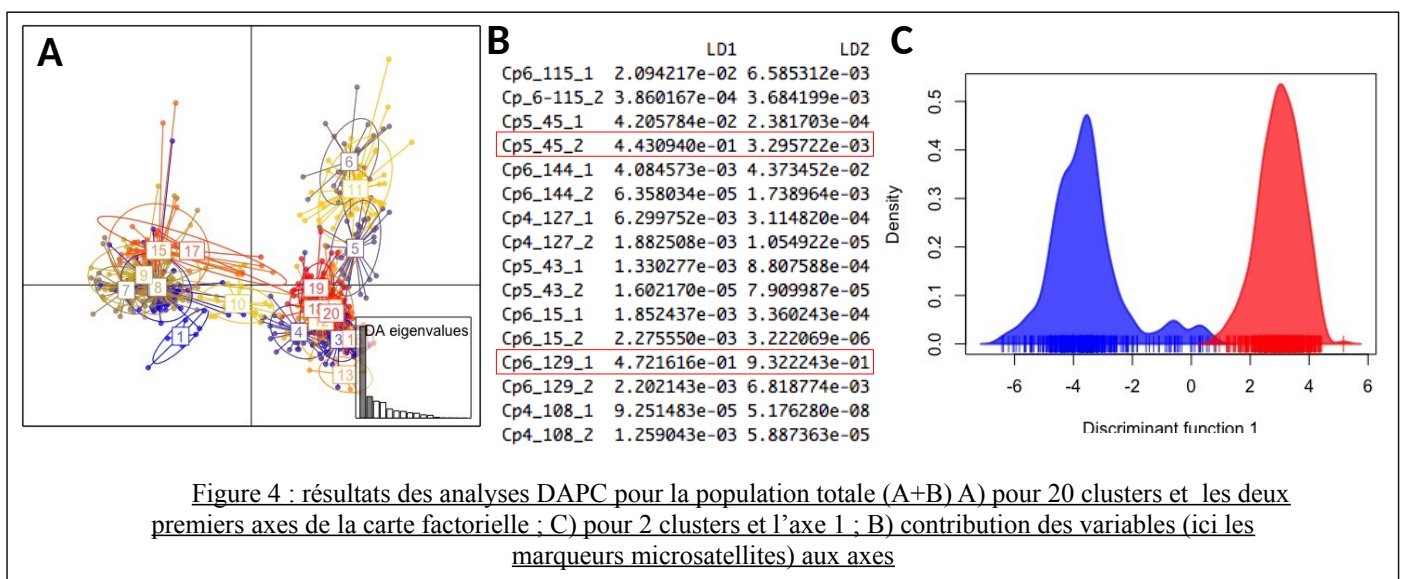 A
6
11
5
15
17
9
7
8
10
1
19
20
4
3
13
DA eigenvalues
B
LD1 LD2
Cp6_115_1 2.094217e-02 6.585312e-03
Cp_6-115_2 3.860167e-04 3.684199e-03
Cp5_45_1 4.205784e-02 2.381703e-04
Cp5_45_2 4.430940e-01 3.295722e-03
Cp6_144_1 4.084573e-03 4.373452e-02
Cp6_144_2 6.358034e-05 1.738964e-03
Cp4_127_1 6.299752e-03 3.114820e-04
Cp4_127_2 1.882508e-03 1.054922e-05
Cp5_43_1 1.330277e-03 8.807588e-04
Cp5_43_2 1.602170e-05 7.909987e-05
Cp6_15_1 1.852437e-03 3.360243e-04
Cp6_15_2 2.275550e-03 3.222069e-06
Cp6_129_1 4.721616e-01 9.322243e-01
Cp6_129_2 2.202143e-03 6.818774e-03
Cp4_108_1 9.251483e-05 5.176280e-08
Cp4_108_2 1.259043e-03 5.887363e-05
C
Density
0.5
0.4
0.3
0.2
0.1
0.0
-6 -4 -2 0 2 4 6
Discriminant function 1
Figure 4 : résultats des analyses DAPC pour la population totale (A+B) A) pour 20 clusters et les deux
premiers axes de la carte factorielle ; C) pour 2 clusters et l’axe 1 ; B) contribution des variables (ici les
marqueurs microsatellites) aux axes